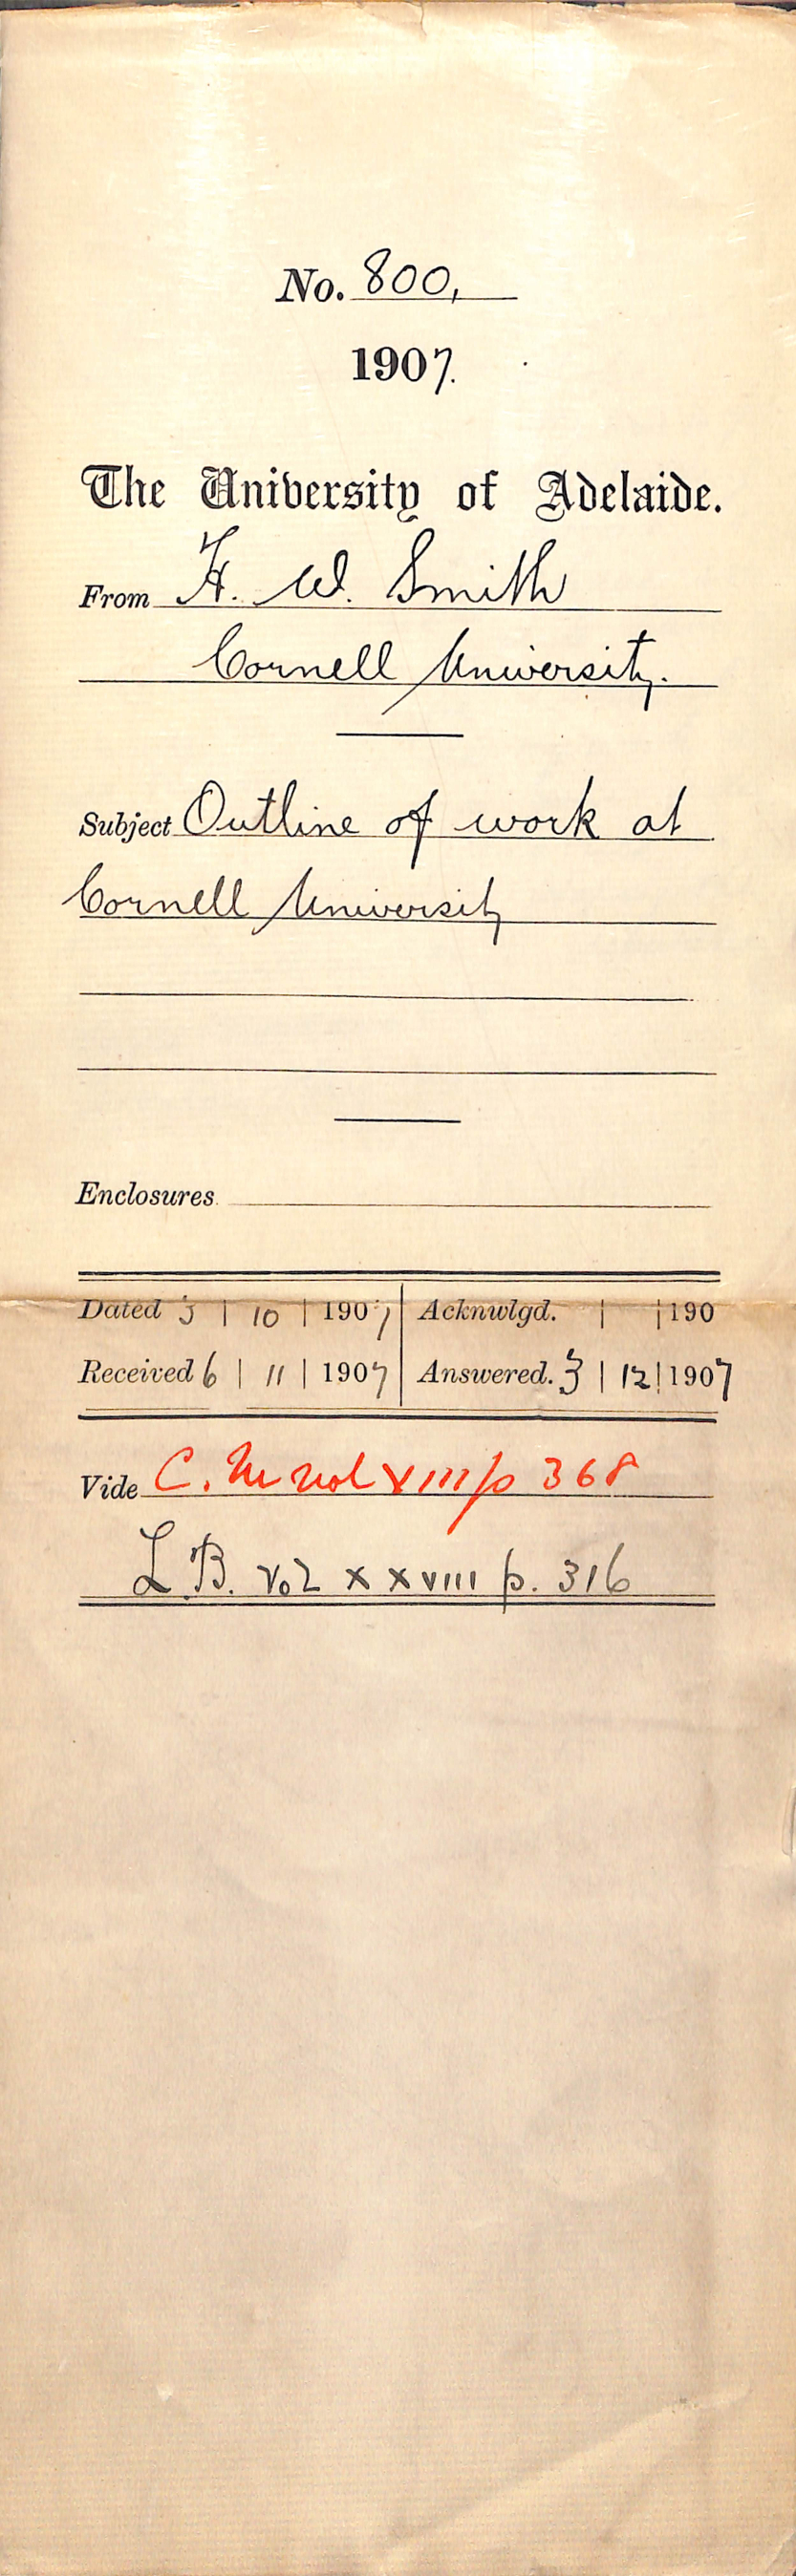 No. 800,
1907.
The University of Adelaide.
From H. W. Smith
Cornell University.
Subject Outline of work at
Cornell University
Enclosures
Dated 5 | 10 | 1907 Acknwlgd. | | 190
Received 6 | 11 | 1907 Answered. 3 | 12 | 1907
Vide C. M vol XIII p 368
L B. Vol XXVIII p. 316